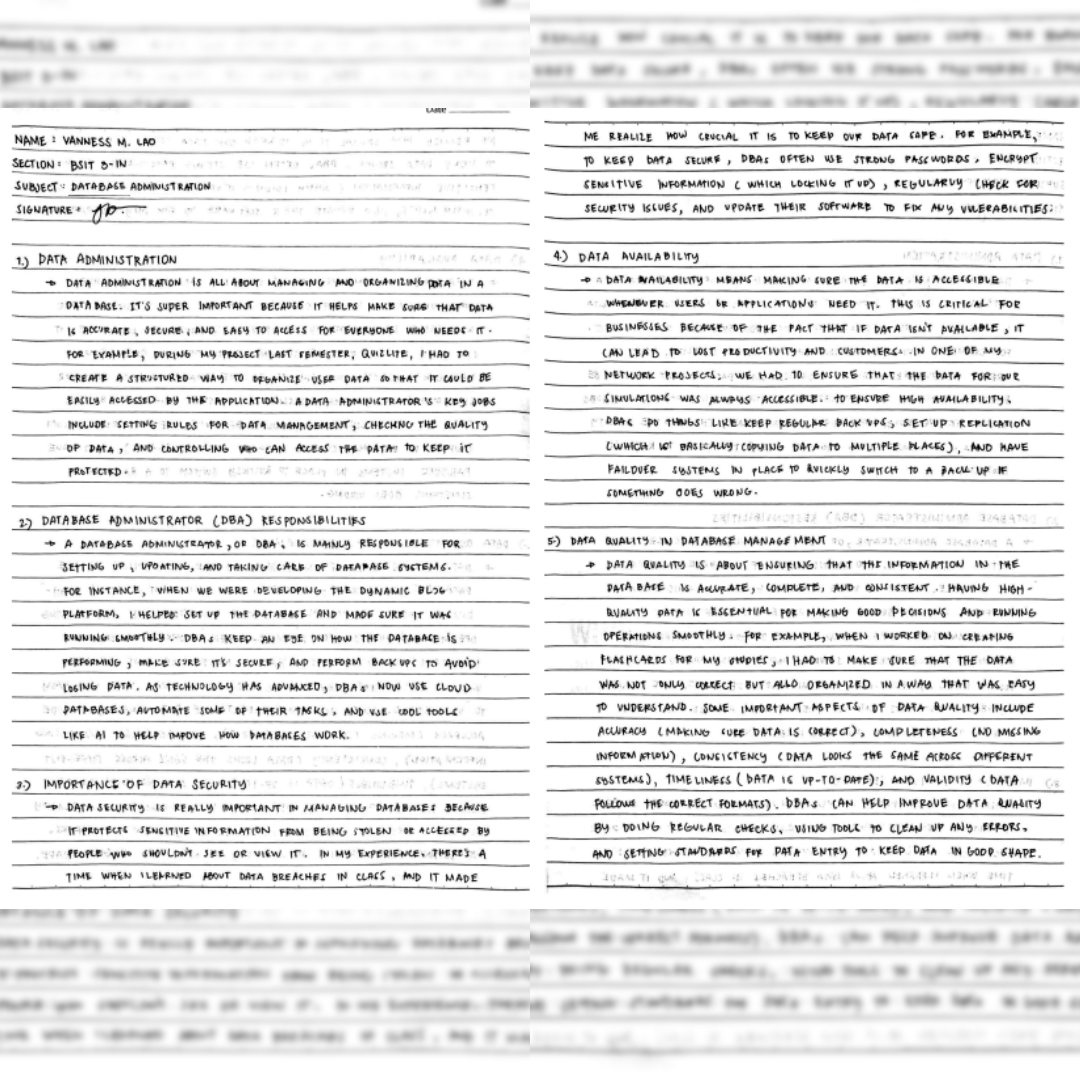 NAME : VANNESS M. LAO
SECTION : BSIT 3-1N
SUBJECT : DATABASE ADMINISTRATION
SIGNATURE :
1.) DATA ADMINISTRATION
→ DATA ADMINISTRATION IS ALL ABOUT MANAGING AND ORGANIZING DATA IN A
DATABASE. IT'S SUPER IMPORTANT BECAUSE IT HELPS MAKE SURE THAT DATA
IS ACCURATE, SECURE, AND EASY TO ACCESS FOR EVERYONE WHO NEEDS IT.
FOR EXAMPLE, DURING MY PROJECT LAST SEMESTER, QUIZLITE, I HAD TO
CREATE A STRUCTURED WAY TO ORGANIZE USER DATA SO THAT IT COULD BE
EASILY ACCESSED BY THE APPLICATION. A DATA ADMINISTRATOR'S KEY JOBS
INCLUDE SETTING RULES FOR DATA MANAGEMENT, CHECKNG THE QUALITY
OF DATA, AND CONTROLLING WHO CAN ACCESS THE DATA TO KEEP IT
PROTECTED.
2.) DATABASE ADMINISTRATOR (DBA) RESPONSIBILITIES
→ A DATABASE ADMINISTRATOR, OR DBA, IS MAINLY RESPONSIBLE FOR
SETTING UP, UPDATING, AND TAKING CARE OF DATABASE SYSTEMS.
FOR INSTANCE, WHEN WE WERE DEVELOPING THE DYNAMIC BLOG
PLATFORM, I HELPED SET UP THE DATABASE AND MADE SURE IT WAS
RUNNING SMOOTHLY. DBAs KEEP AN EYE ON HOW THE DATABASE IS
PERFORMING, MAKE SURE IT'S SECURE, AND PERFORM BACKUPS TO AVOID
LOSING DATA. AS TECHNOLOGY HAS ADVANCED, DBAs NOW USE CLOUD
DATABASES, AUTOMATE SOME OF THEIR TASKS, AND USE COOL TOOLS
LIKE AI TO HELP IMPOVE HOW DATABASES WORK.
3.) IMPORTANCE OF DATA SECURITY
→ DATA SECURITY IS REALLY IMPORTANT IN MANAGING DATABASES BECAUSE
IT PROTECTS SENSITIVE INFORMATION FROM BEING STOLEN OR ACCESSED BY
PEOPLE WHO SHOULDN'T SEE OR VIEW IT. IN MY EXPERIENCE, THERE'S A
TIME WHEN I LEARNED ABOUT DATA BREACHES IN CLASS, AND IT MADE
ME REALIZE HOW CRUCIAL IT IS TO KEEP OUR DATA SAFE. FOR EXAMPLE,
TO KEEP DATA SECURE, DBAs OFTEN USE STRONG PASSWORDS, ENCRYPT
SENSITIVE INFORMATION (WHICH LOCKING IT UP), REGULARLY CHECK FOR
SECURITY ISSUES, AND UPDATE THEIR SOFTWARE TO FIX ANY VULERABILITIES.
4.) DATA AVAILABILITY
→ DATA AVAILABILITY MEANS MAKING SURE THE DATA IS ACCESSIBLE
WHENEVER USERS OR APPLICATIONS NEED IT. THIS IS CRITICAL FOR
BUSINESSES BECAUSE OF THE FACT THAT IF DATA ISN'T AVAILABLE, IT
CAN LEAD TO LOST PRODUCTIVITY AND CUSTOMERS. IN ONE OF MY
NETWORK PROJECTS, WE HAD TO ENSURE THAT THE DATA FOR OUR
SIMULATIONS WAS ALWAYS ACCESSIBLE. TO ENSURE HIGH AVAILABILITY,
DBAs DO THINGS LIKE KEEP REGULAR BACK UPS, SET UP REPLICATION
(WHICH IS BASICALLY COPYING DATA TO MULTIPLE PLACES), AND HAVE
FAILOVER SYSTEMS IN PLACE TO QUICKLY SWITCH TO A BACK UP IF
SOMETHING GOES WRONG.
5.) DATA QUALITY IN DATABASE MANAGEMENT
→ DATA QUALITY IS ABOUT ENSURING THAT THE INFORMATION IN THE
DATABASE IS ACCURATE, COMPLETE, AND CONSISTENT. HAVING HIGH-
QUALITY DATA IS ESSENTIAL FOR MAKING GOOD DECISIONS AND RUNNING
OPERATIONS SMOOTHLY. FOR EXAMPLE, WHEN I WORKED ON CREATING
FLASHCARDS FOR MY STUDIES, I HAD TO MAKE SURE THAT THE DATA
WAS NOT ONLY CORRECT BUT ALSO ORGANIZED IN A WAY THAT WAS EASY
TO UNDERSTAND. SOME IMPORTANT ASPECTS OF DATA QUALITY INCLUDE
ACCURACY (MAKING SURE DATA IS CORRECT), COMPLETENESS (NO MISSING
INFORMATION), CONSISTENCY (DATA LOOKS THE SAME ACROSS DIFFERENT
SYSTEMS), TIMELINESS (DATA IS UP-TO-DATE), AND VALIDITY (DATA
FOLLOWS THE CORRECT FORMATS). DBAs CAN HELP IMPROVE DATA QUALITY
BY DOING REGULAR CHECKS, USING TOOLS TO CLEAN UP ANY ERRORS,
AND SETTING STANDARDS FOR DATA ENTRY TO KEEP DATA IN GOOD SHAPE.